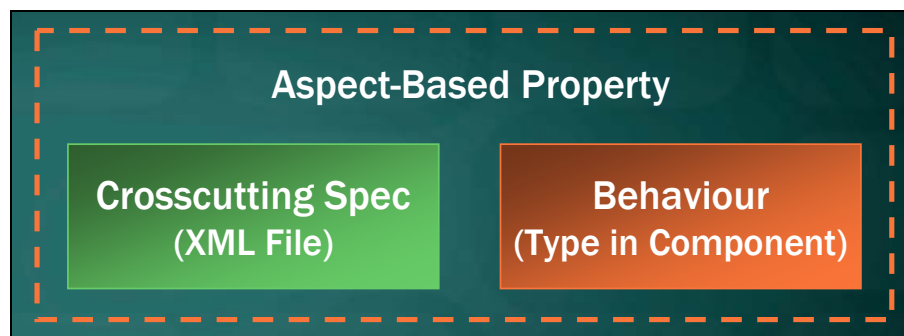 Aspect-Based Property
Crosscutting Spec
(XML File)
Behaviour
(Type in Component)